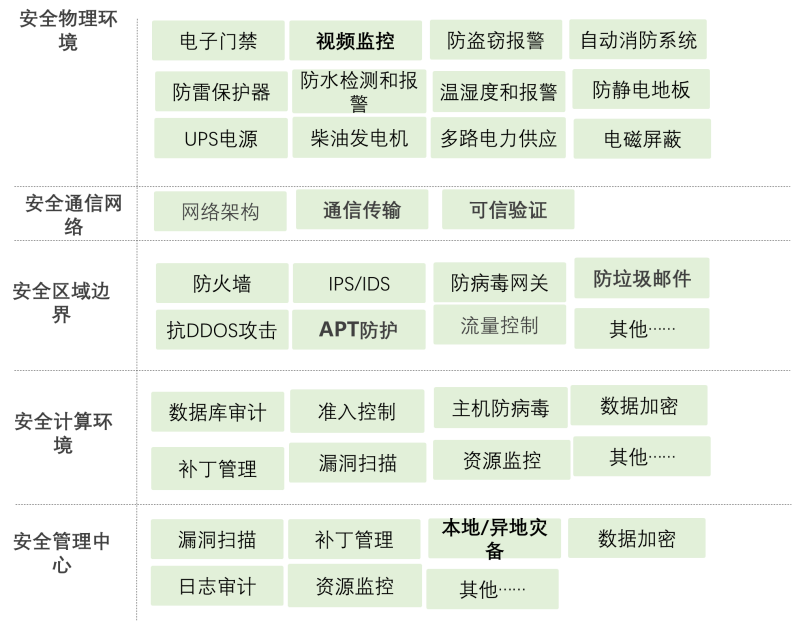 安全物理环
境
电子门禁
视频监控
防盗窃报警
自动消防系统
防雷保护器
防水检测和报
警
温湿度和报警
防静电地板
UPS电源
柴油发电机
多路电力供应
电磁屏蔽
安全通信网
络
网络架构
通信传输
可信验证
安全区域边
界
防火墙
IPS/IDS
防病毒网关
防垃圾邮件
抗DDOS攻击
APT防护
流量控制
其他……
安全计算环
境
数据库审计
准入控制
主机防病毒
数据加密
补丁管理
漏洞扫描
资源监控
其他……
安全管理中
心
漏洞扫描
补丁管理
本地/异地灾
备
数据加密
日志审计
资源监控
其他……